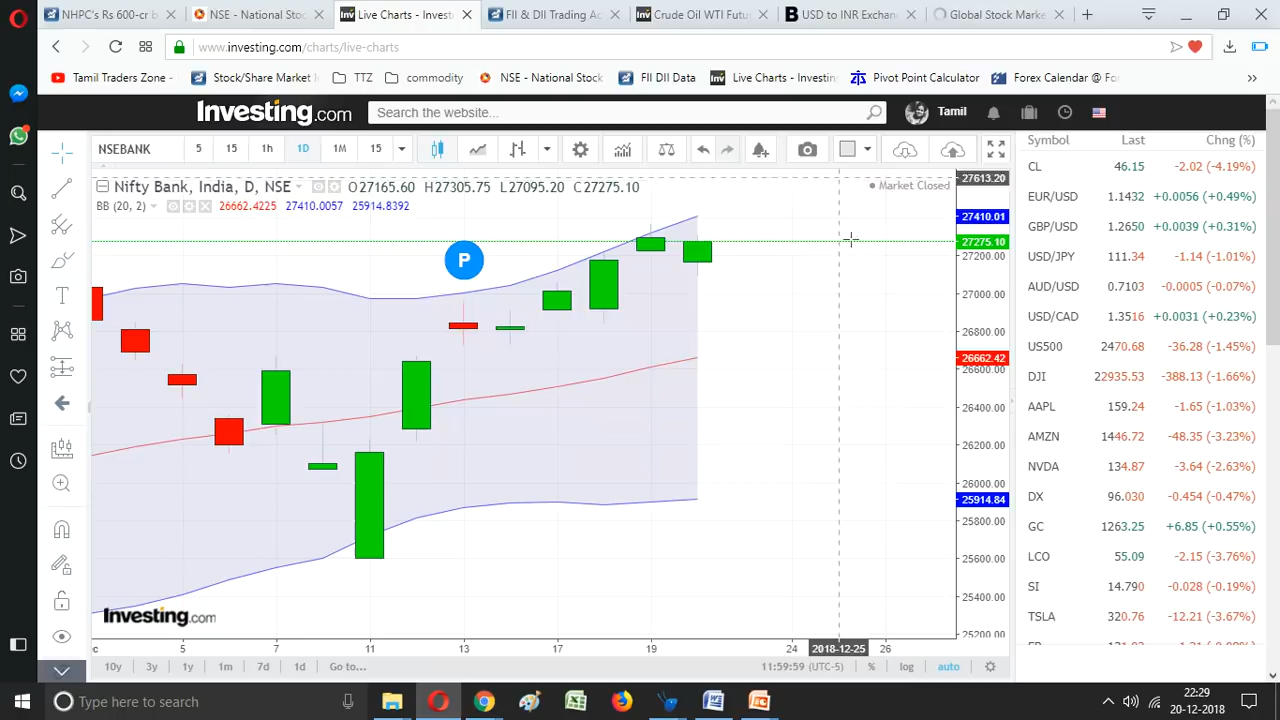 NHPC's Rs 600-cr b
NSE - National Stoc
Live Charts - Invest
FII & DII Trading Ac
Crude Oil WTI Futu
USD to INR Exchan
Global Stock Mark
www.investing.com/charts/live-charts
Tamil Traders Zone -
Stock/Share Market
TTZ
commodity
NSE - National Stock
FII DII Data
Live Charts - Investin
Pivot Point Calculator
Forex Calendar @ Fo
Investing.com
Search the website...
Tamil
NSEBANK 5 15 1h 1D 1M 15
Nifty Bank, India, D, NSE O27165.60 H27305.75 L27095.20 C27275.10
Market Closed
BB (20, 2) 26662.4225 27410.0057 25914.8392
P
27613.20
27410.01
27275.10
27200.00
27000.00
26800.00
26662.42
26600.00
26400.00
26200.00
26000.00
25914.84
25800.00
25600.00
25400.00
25200.00
Investing.com
5 7 11 13 17 19 24 2018-12-25 26
10y 3y 1y 1m 7d 1d Go to... 11:59:59 (UTC-5) % log auto
Symbol Last Chng (%)
CL 46.15 -2.02 (-4.19%)
EUR/USD 1.1432 +0.0056 (+0.49%)
GBP/USD 1.2650 +0.0039 (+0.31%)
USD/JPY 111.34 -1.14 (-1.01%)
AUD/USD 0.7103 -0.0005 (-0.07%)
USD/CAD 1.3516 +0.0031 (+0.23%)
US500 2470.68 -36.28 (-1.45%)
DJI 22935.53 -388.13 (-1.66%)
AAPL 159.24 -1.65 (-1.03%)
AMZN 1446.72 -48.35 (-3.23%)
NVDA 134.87 -3.64 (-2.63%)
DX 96.030 -0.454 (-0.47%)
GC 1263.25 +6.85 (+0.55%)
LCO 55.09 -2.15 (-3.76%)
SI 14.790 -0.028 (-0.19%)
TSLA 320.76 -12.21 (-3.67%)
Type here to search
22:29
20-12-2018